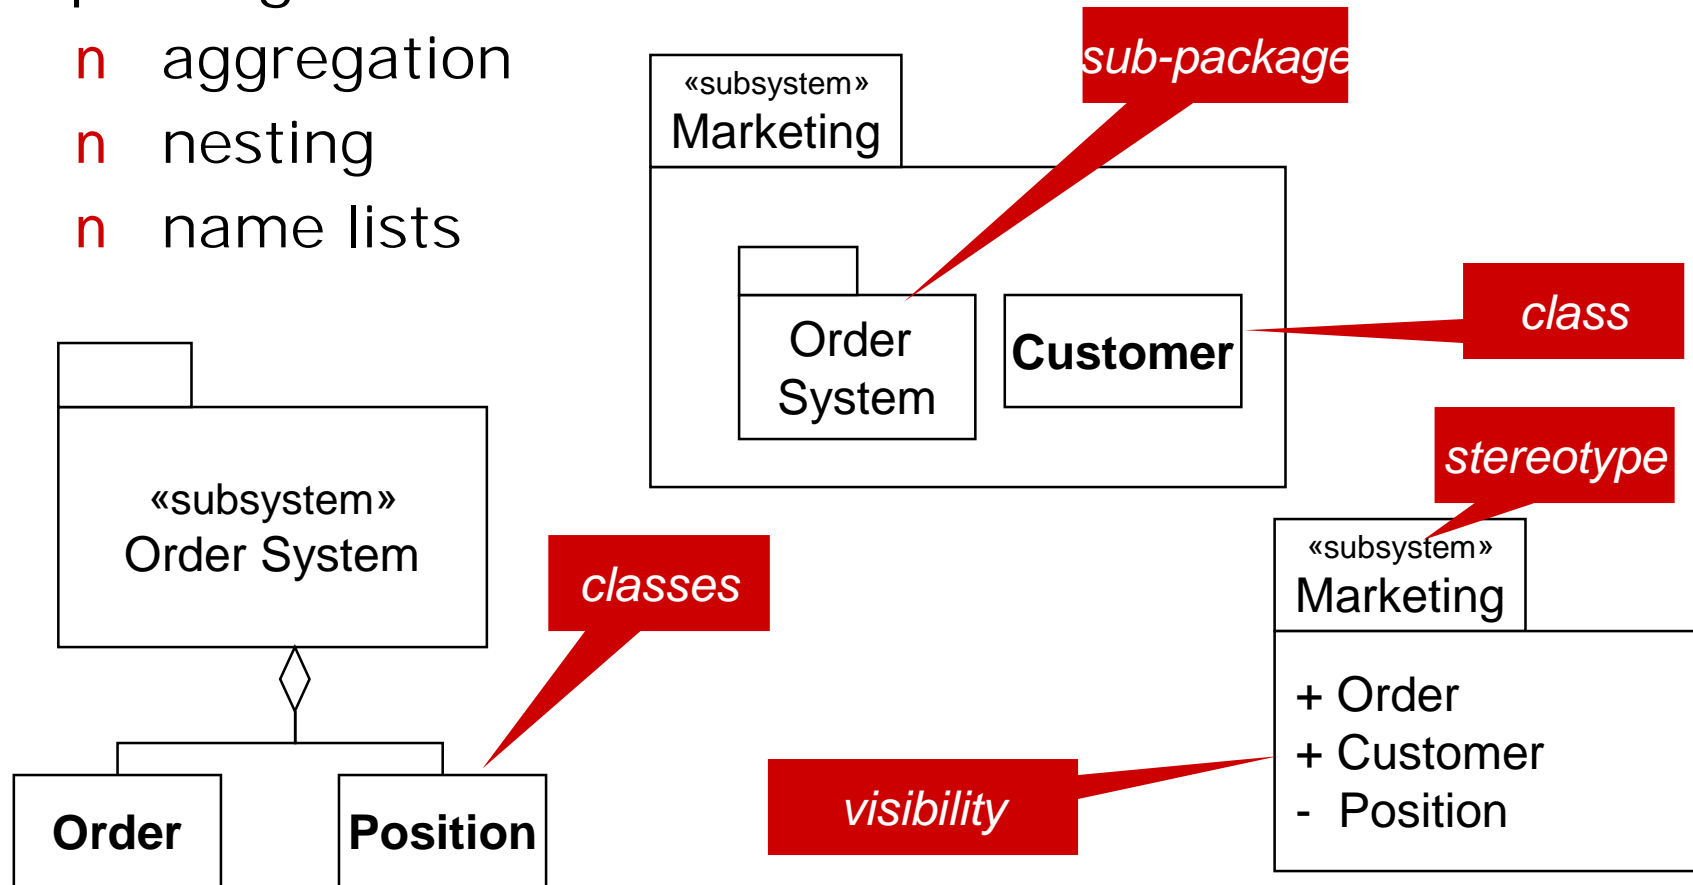 n aggregation
n nesting
n name lists
«subsystem»
Marketing
sub-package
Order
System
Customer
class
«subsystem»
Order System
classes
Order
Position
stereotype
«subsystem»
Marketing
+ Order
+ Customer
- Position
visibility